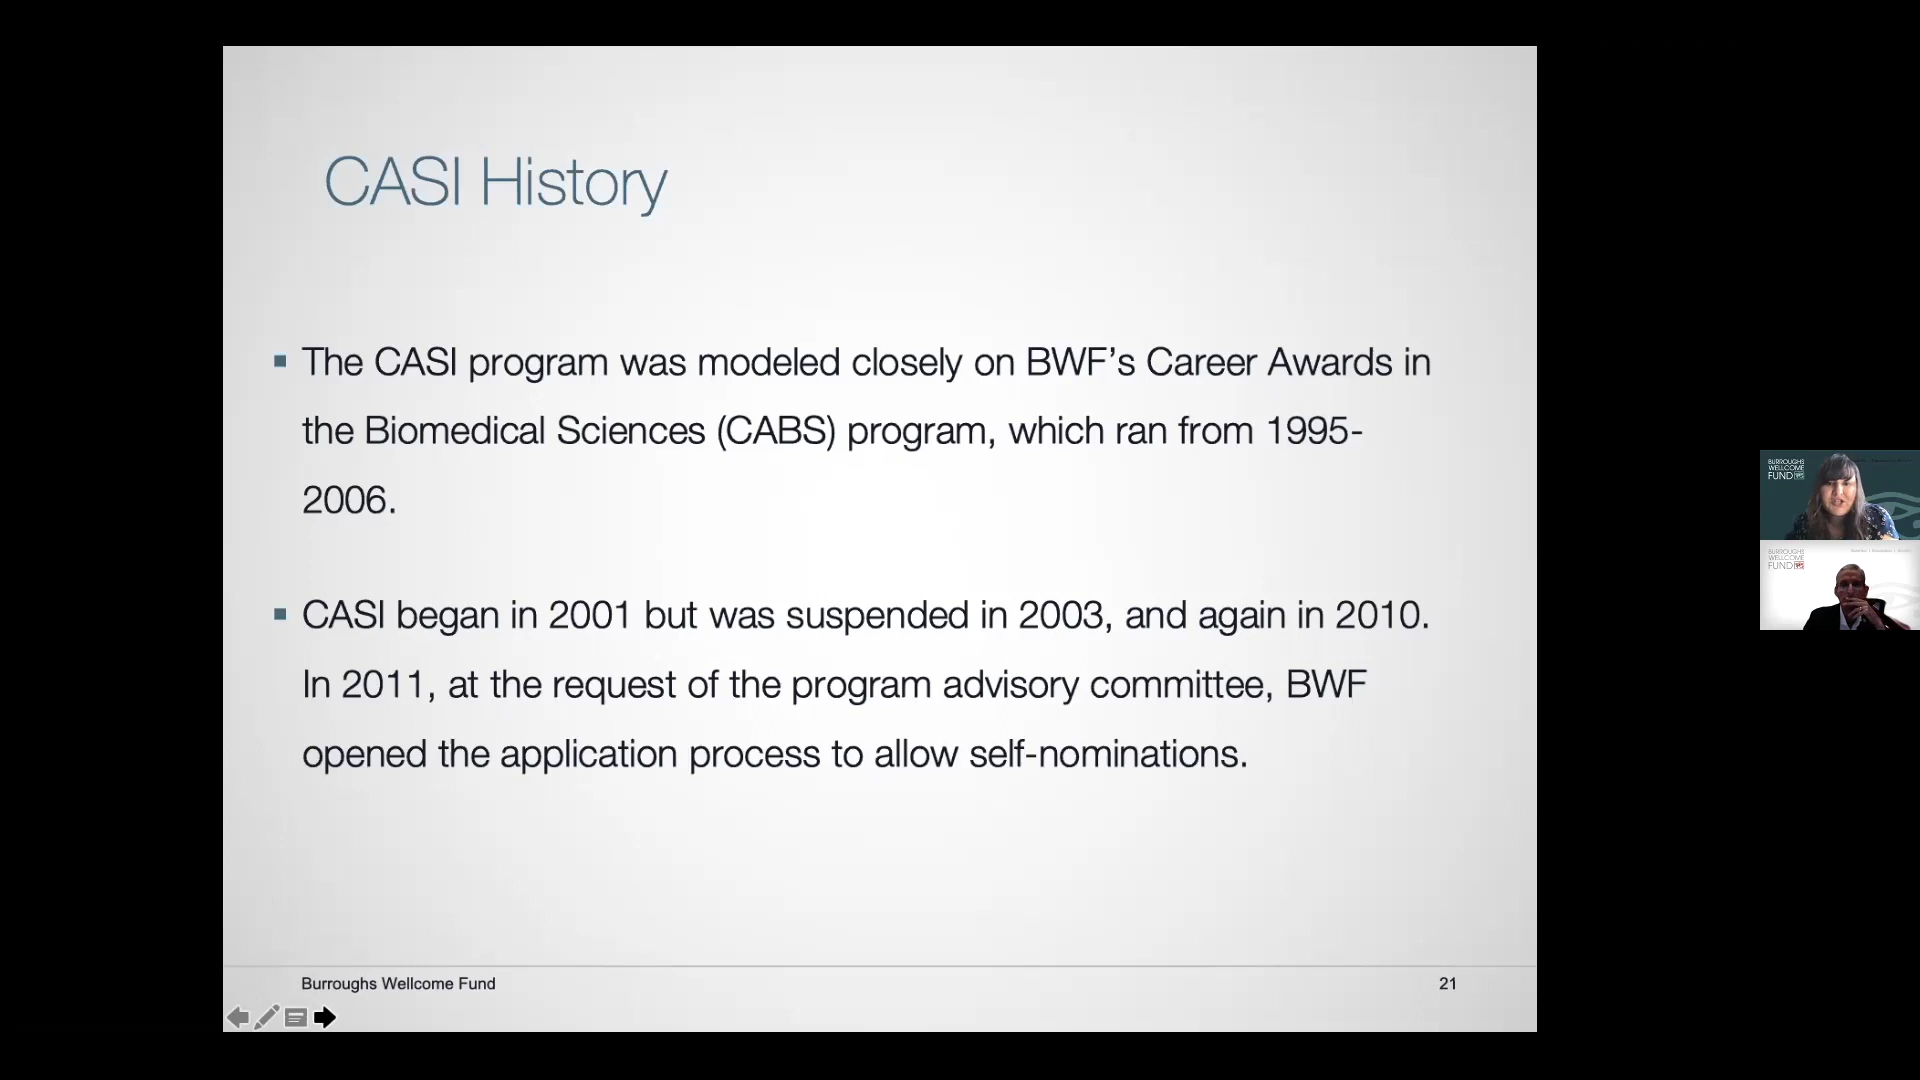 CASI History
▪ The CASI program was modeled closely on BWF’s Career Awards in
the Biomedical Sciences (CABS) program, which ran from 1995-
2006.
▪ CASI began in 2001 but was suspended in 2003, and again in 2010.
In 2011, at the request of the program advisory committee, BWF
opened the application process to allow self-nominations.
Burroughs Wellcome Fund
21
BURROUGHS
WELLCOME
FUND
BURROUGHS
WELLCOME
FUND